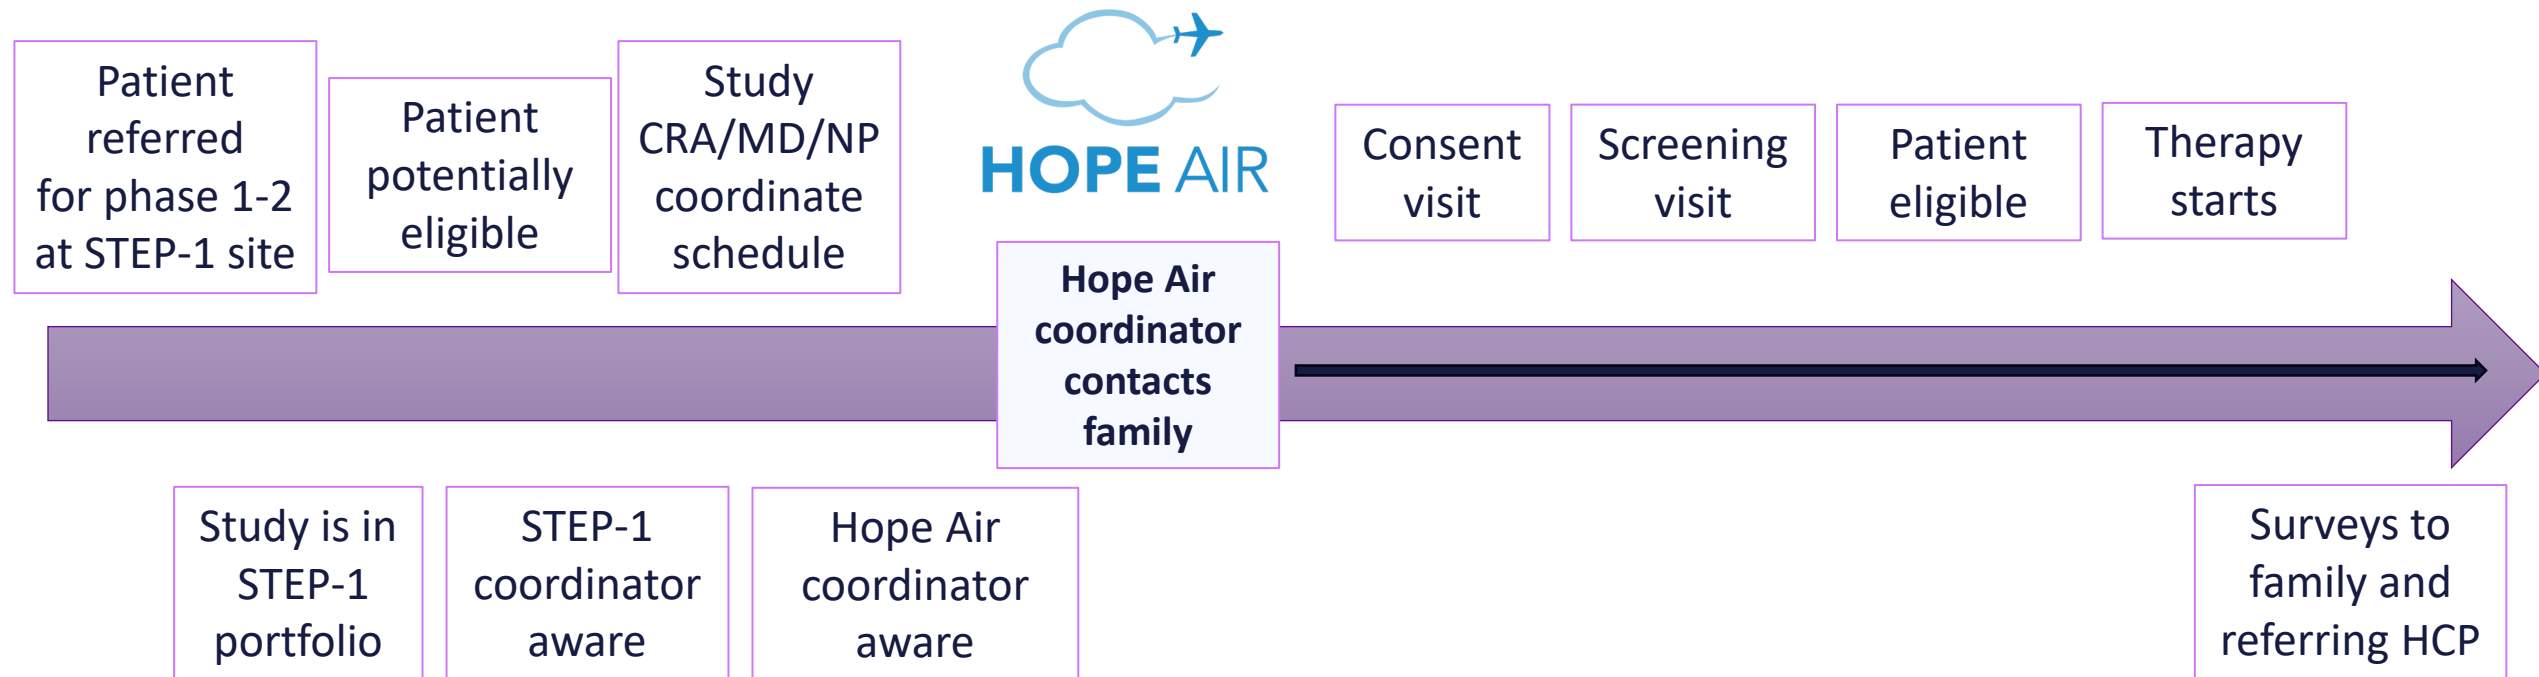 Patient
referred
for phase 1-2
at STEP-1 site
Patient
potentially
eligible
Study
CRA/MD/NP
coordinate
schedule
HOPE AIR
Consent
visit
Screening
visit
Patient
eligible
Therapy
starts
Hope Air
coordinator
contacts
family
Study is in
STEP-1
portfolio
STEP-1
coordinator
aware
Hope Air
coordinator
aware
Surveys to
family and
referring HCP